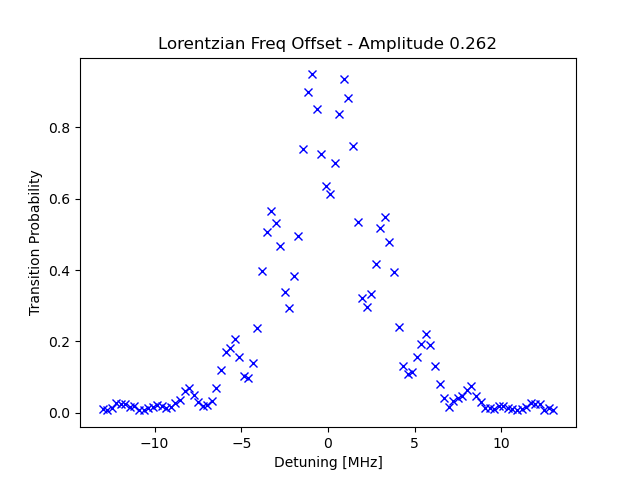 Lorentzian Freq Offset - Amplitude 0.262
Transition Probability
0.8
0.6
0.4
0.2
0.0
−10 −5 0 5 10
Detuning [MHz]